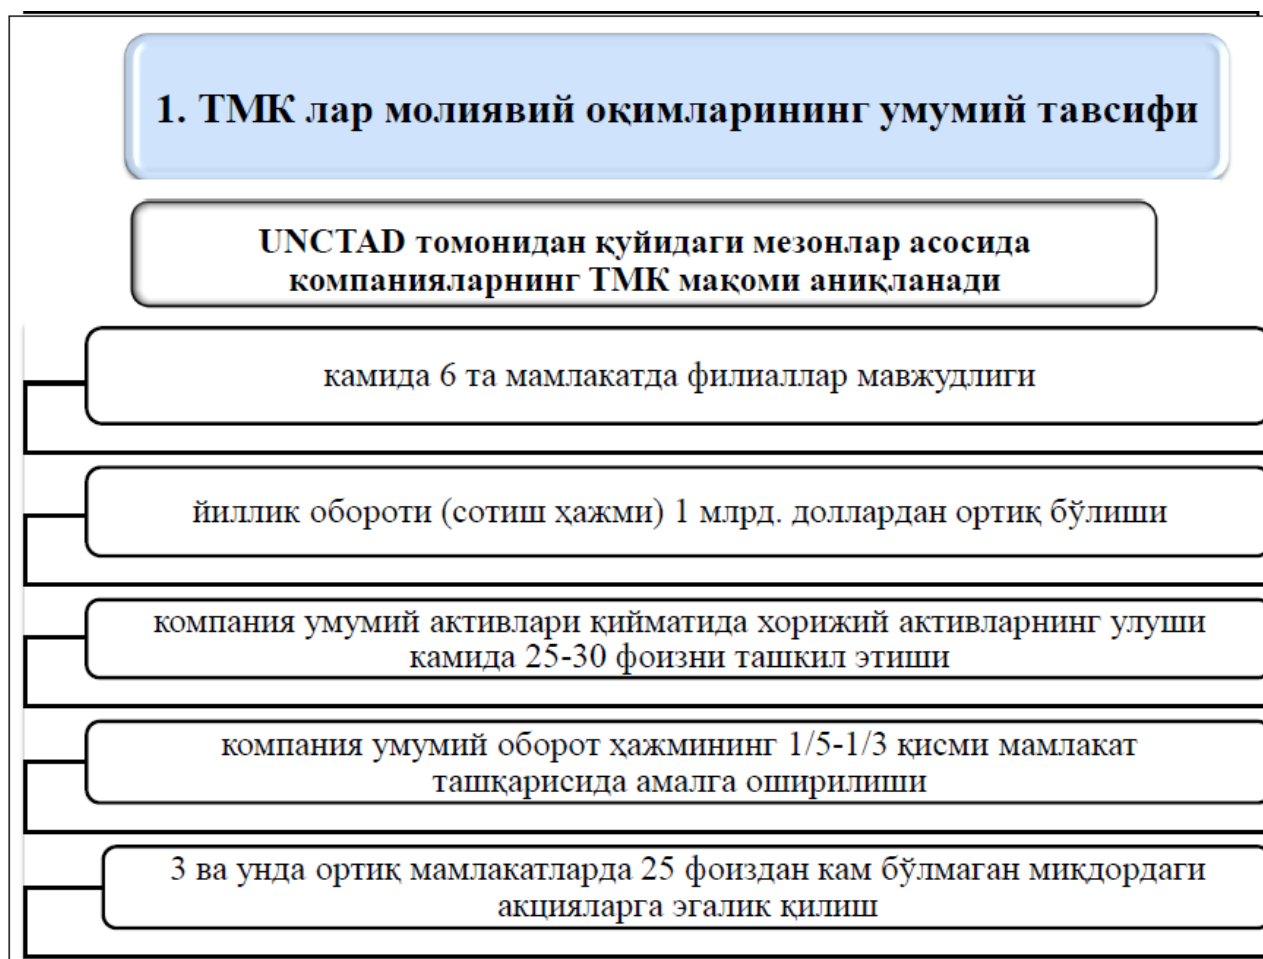 1. ТМК лар молиявий оқимларининг умумий тавсифи
UNCTAD томонидан қуйидаги мезонлар асосида
компанияларнинг ТМК мақоми аниқланади
камида 6 та мамлакатда филиаллар мавжудлиги
йиллик обороти (сотиш ҳажми) 1 млрд. доллардан ортиқ бўлиши
компания умумий активлари қийматида хорижий активларнинг улуши
камида 25-30 фоизни ташкил этиши
компания умумий оборот ҳажмининг 1/5-1/3 қисми мамлакат
ташқарисида амалга оширилиши
3 ва унда ортиқ мамлакатларда 25 фоиздан кам бўлмаган миқдордаги
акцияларга эгалик қилиш